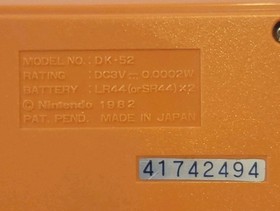 MODEL NO.: DK-52
RATING : DC3V ⎓ 0.0002W
BATTERY : LR44 (or SR44) ×2
© Nintendo 1982
PAT. PEND. MADE IN JAPAN
41742494